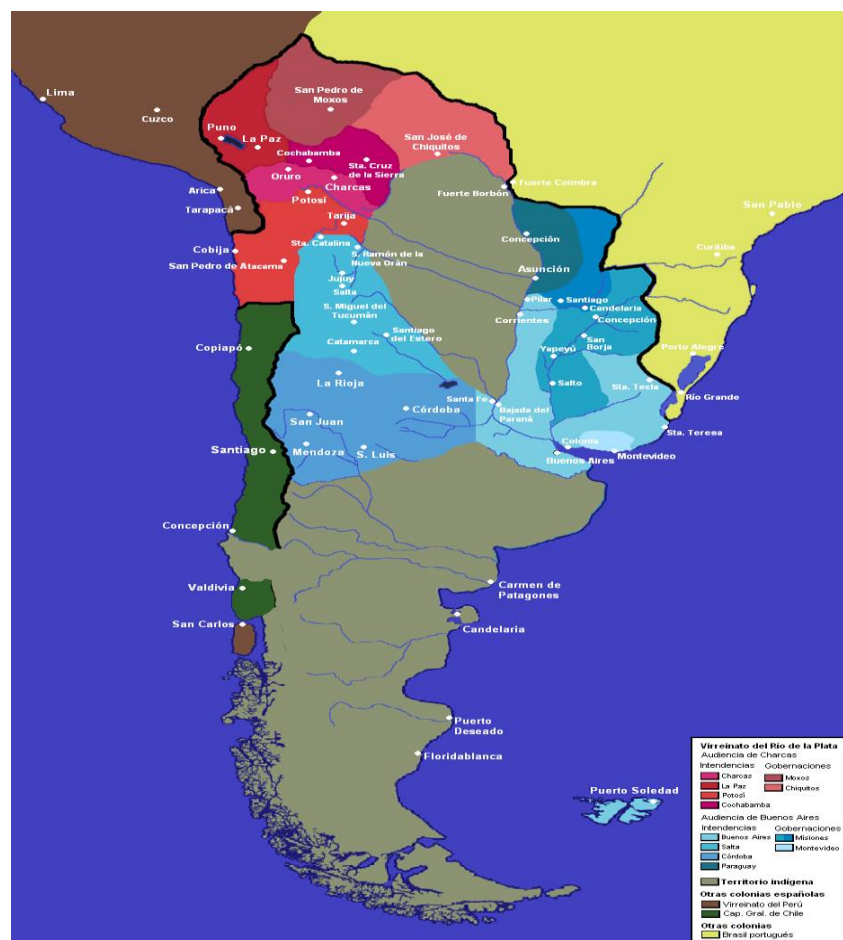 San Pedro de
Moxos
Lima
Cuzco
Puno
La Paz
San José de
Chiquitos
Cochabamba
Sta. Cruz
de la Sierra
Oruro
Charcas
Fuerte Coimbra
Fuerte Borbón
Arica
Potosí
Tarapacá
San Pablo
Tarija
Concepción
Sta. Catalina
S. Ramón de la
Nueva Orán
Cobija
Curitiba
San Pedro de Atacama
Asunción
Jujuy
Salta
Pilar
Santiago
Candelaria
S. Miguel del
Tucumén
Corrientes
Concepción
Santiago
del Estero
San
Borja
Copiapó
Catamarca
Yapeyú
Porto Alegre
La Rioja
Salto
Sta. Tecla
Santa Fe
Río Grande
Córdoba
Bajada del
Paraná
San Juan
Sta. Teresa
Santiago
Mendoza
S. Luis
Colonia
Buenos Aires
Montevideo
Concepción
Valdivia
Carmen de
Patagones
San Carlos
Candelaria
Puerto
Deseado
Floridablanca
Puerto Soledad
Virreinato del Río de la Plata
Audiencia de Charcas
Intendencias Gobernaciones
Charcas Moxos
La Paz Chiquitos
Potosí
Cochabamba
Audiencia de Buenos Aires
Intendencias Gobernaciones
Buenos Aires Misiones
Salta Montevideo
Córdoba
Paraguay
Territorio indígena
Otras colonias españolas
Virreinato del Perú
Cap. Gral. de Chile
Otras colonias
Brasil portugués